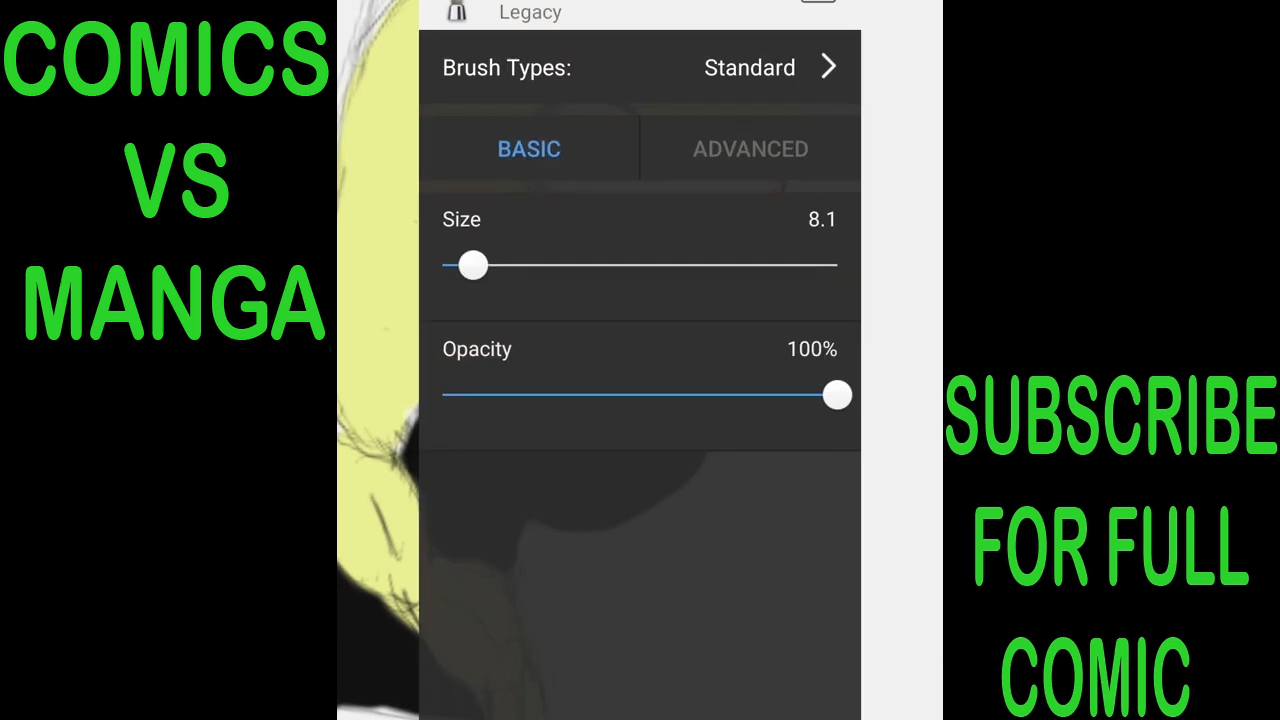 COMICS
VS
MANGA
Legacy
Brush Types: Standard
BASIC ADVANCED
Size 8.1
Opacity 100%
SUBSCRIBE
FOR FULL
COMIC